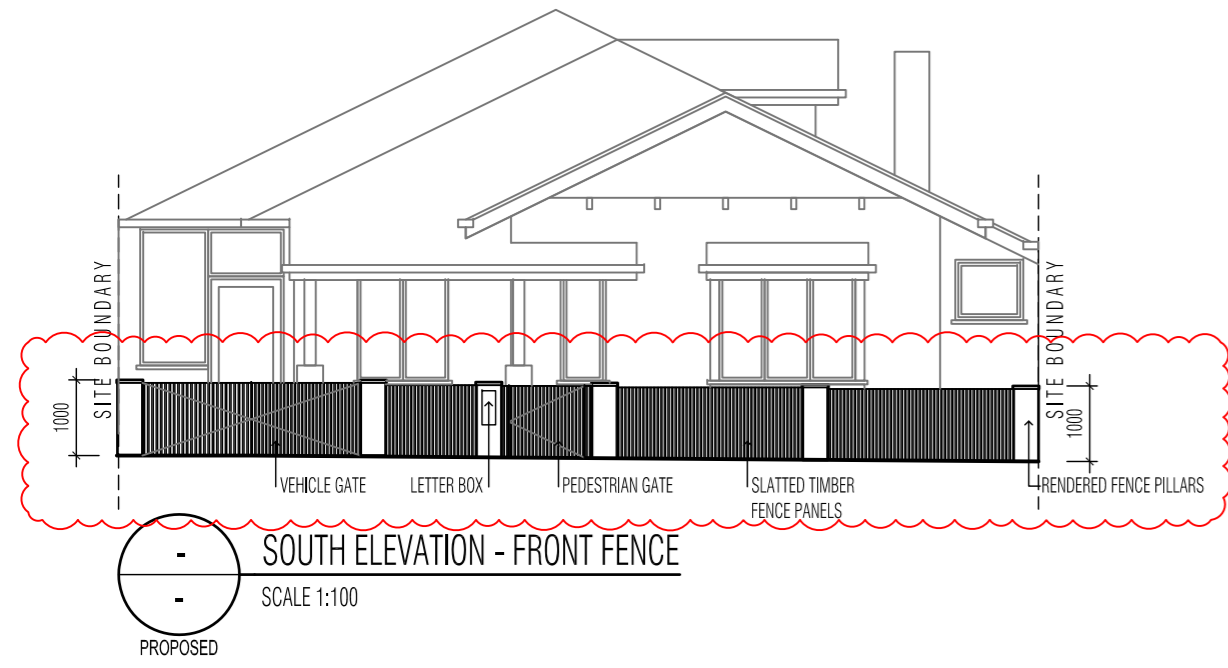 SITE BOUNDARY
SITE BOUNDARY
1000
1000
VEHICLE GATE
LETTER BOX
PEDESTRIAN GATE
SLATTED TIMBER
FENCE PANELS
RENDERED FENCE PILLARS
-
SOUTH ELEVATION - FRONT FENCE
-
SCALE 1:100
PROPOSED